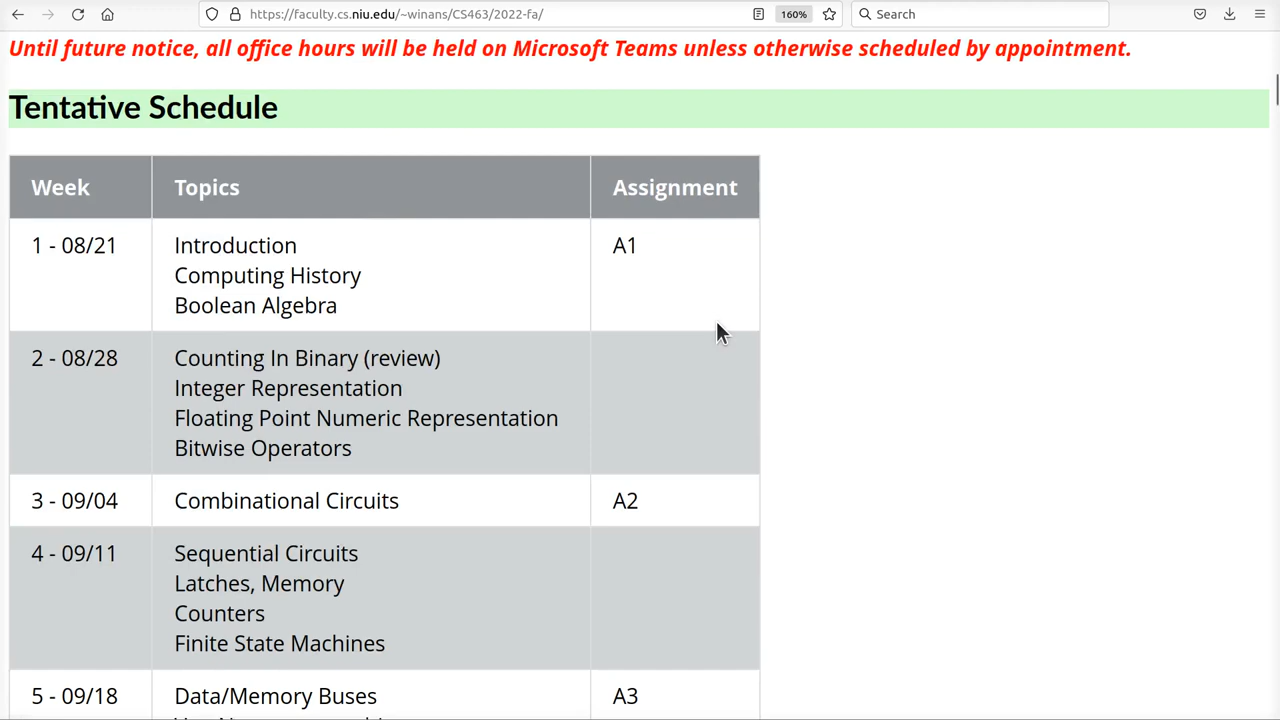 https://faculty.cs.niu.edu/~winans/CS463/2022-fa/
160%
Search
Until future notice, all office hours will be held on Microsoft Teams unless otherwise scheduled by appointment.
Tentative Schedule
Week Topics Assignment
1 - 08/21 Introduction A1
Computing History
Boolean Algebra
2 - 08/28 Counting In Binary (review)
Integer Representation
Floating Point Numeric Representation
Bitwise Operators
3 - 09/04 Combinational Circuits A2
4 - 09/11 Sequential Circuits
Latches, Memory
Counters
Finite State Machines
5 - 09/18 Data/Memory Buses A3